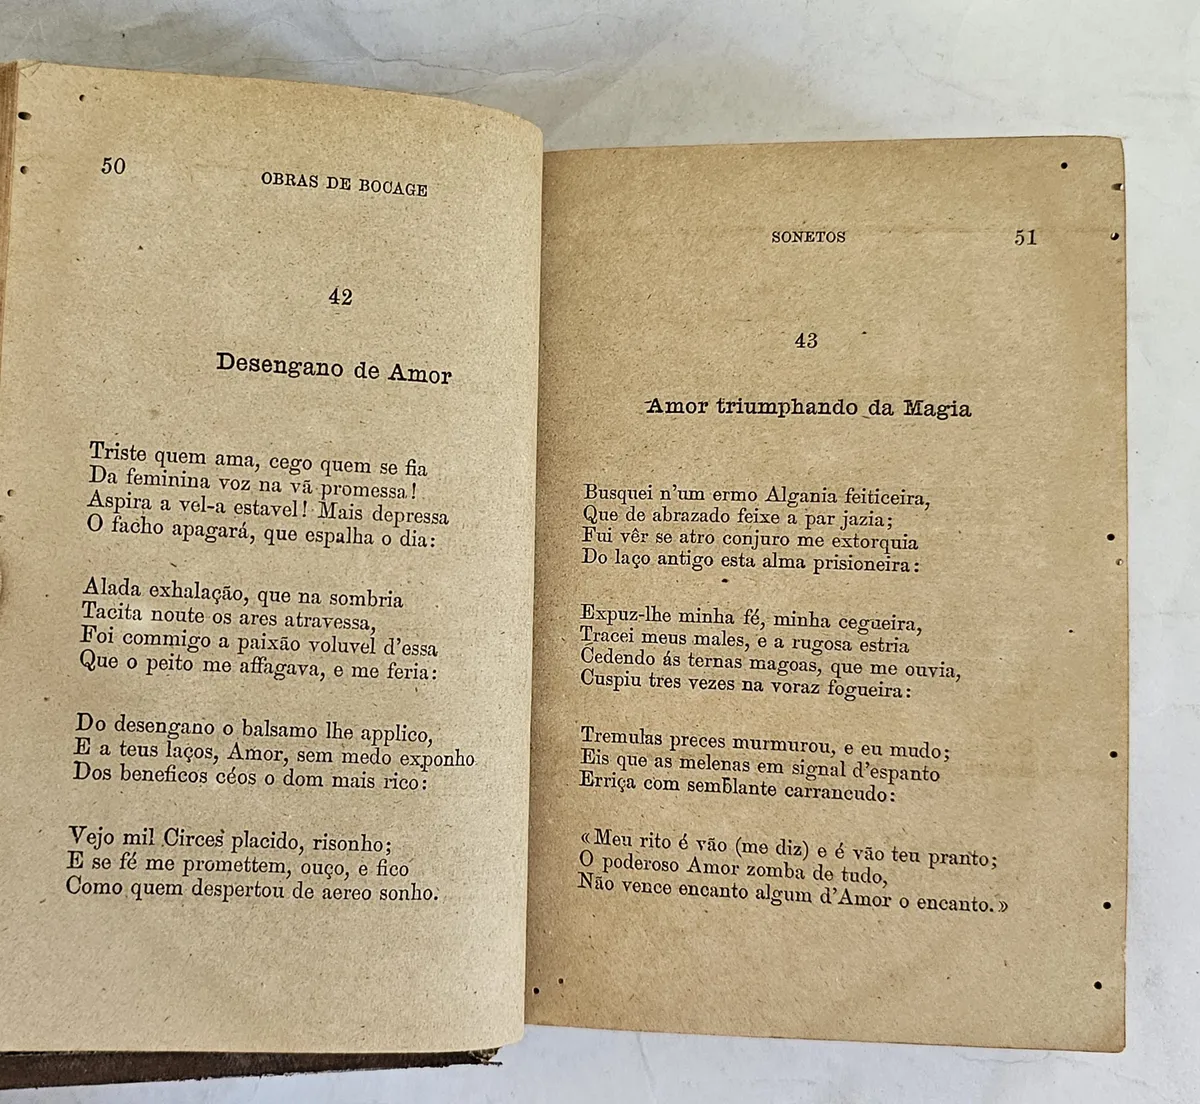 50
OBRAS DE BOCAGE
42
Desengano de Amor
Triste quem ama, cego quem se fia
Da feminina voz na vã promessa!
Aspira a vel-a estavel! Mais depressa
O facho apagará, que espalha o dia:
Alada exhalação, que na sombria
Tacita noute os ares atravessa,
Foi commigo a paixão voluvel d'essa
Que o peito me affagava, e me feria:
Do desengano o balsamo lhe applico,
E a teus laços, Amor, sem medo exponho
Dos beneficos céos o dom mais rico:
Vejo mil Circes placido, risonho;
E se fé me promettem, ouço, e fico
Como quem despertou de aereo sonho.
SONETOS
51
43
Amor triumphando da Magia
Busquei n'um ermo Algania feiticeira,
Que de abrazado feixe a par jazia;
Fui vêr se atro conjuro me extorquia
Do laço antigo esta alma prisioneira:
Expuz-lhe minha fé, minha cegueira,
Tracei meus males, e a rugosa estria
Cedendo ás ternas magoas, que me ouvia,
Cuspiu tres vezes na voraz fogueira:
Tremulas preces murmurou, e eu mudo;
Eis que as melenas em signal d'espanto
Erriça com semblante carrancudo:
«Meu rito é vão (me diz) e é vão teu pranto;
O poderoso Amor zomba de tudo,
Não vence encanto algum d'Amor o encanto.»